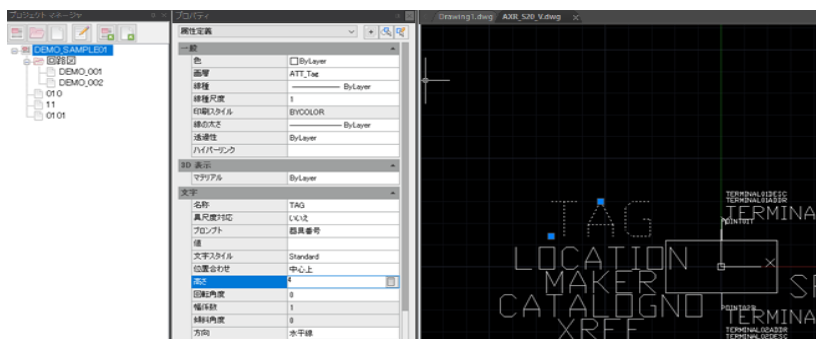 プロジェクト マネージャ
DEMO_SAMPLE01
回路図
DEMO_001
DEMO_002
010
11
0101
プロパティ
属性定義
一般
色 ByLayer
画層 ATT_Tag
線種 ByLayer
線種尺度 1
印刷スタイル BYCOLOR
線の太さ ByLayer
透過性 ByLayer
ハイパーリンク
3D 表示
マテリアル ByLayer
文字
名称 TAG
異尺度対応 いいえ
プロンプト 器具番号
値
文字スタイル Standard
位置合わせ 中心上
高さ 4
回転角度 0
幅係数 1
傾斜角度 0
方向 水平線
Drawing1.dwg AXR_S20_V.dwg
TERMINAL01DESC
TERMINAL01ADDR
TERMINA
TAG
LOCATION
MAKER
CATALOGNO
XREF
TERMINA
TERMINAL02ADDR
TERMINAL02DESC